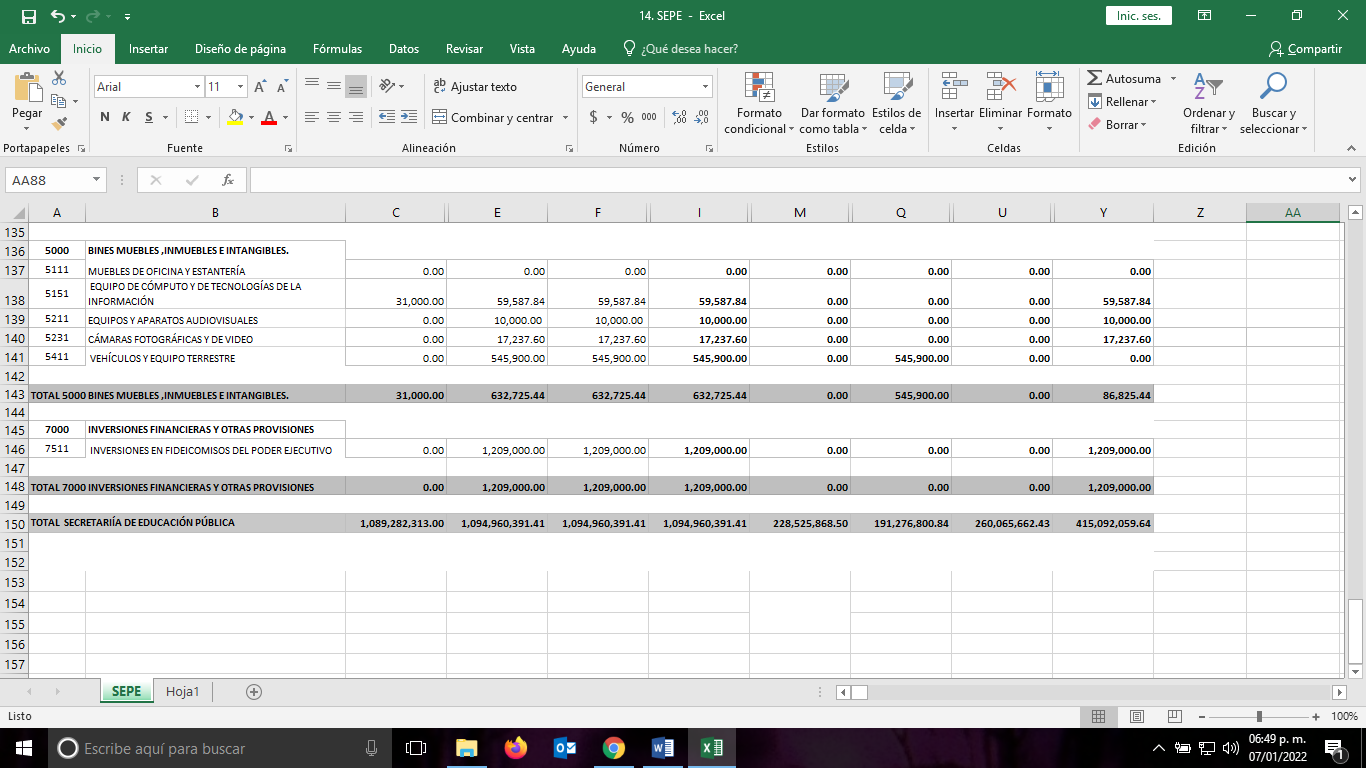 14. SEPE - Excel
Inic. ses.
Archivo Inicio Insertar Diseño de página Fórmulas Datos Revisar Vista Ayuda ¿Qué desea hacer? Compartir
Pegar
Arial 11
N K S
ab Ajustar texto
Combinar y centrar
General
$ % 000
Formato condicional
Dar formato como tabla
Estilos de celda
Insertar Eliminar Formato
Autosuma
Rellenar
Borrar
Ordenar y filtrar
Buscar y seleccionar
Portapapeles Fuente Alineación Número Estilos Celdas Edición
AA88 fx
A B C E F I M Q U Y Z AA
135
136 5000 BINES MUEBLES ,INMUEBLES E INTANGIBLES.
137 5111 MUEBLES DE OFICINA Y ESTANTERÍA 0.00 0.00 0.00 0.00 0.00 0.00 0.00 0.00
138 5151 EQUIPO DE CÓMPUTO Y DE TECNOLOGÍAS DE LA
INFORMACIÓN 31,000.00 59,587.84 59,587.84 59,587.84 0.00 0.00 0.00 59,587.84
139 5211 EQUIPOS Y APARATOS AUDIOVISUALES 0.00 10,000.00 10,000.00 10,000.00 0.00 0.00 0.00 10,000.00
140 5231 CÁMARAS FOTOGRÁFICAS Y DE VIDEO 0.00 17,237.60 17,237.60 17,237.60 0.00 0.00 0.00 17,237.60
141 5411 VEHÍCULOS Y EQUIPO TERRESTRE 0.00 545,900.00 545,900.00 545,900.00 0.00 545,900.00 0.00 0.00
142
143 TOTAL 5000 BINES MUEBLES ,INMUEBLES E INTANGIBLES. 31,000.00 632,725.44 632,725.44 632,725.44 0.00 545,900.00 0.00 86,825.44
144
145 7000 INVERSIONES FINANCIERAS Y OTRAS PROVISIONES
146 7511 INVERSIONES EN FIDEICOMISOS DEL PODER EJECUTIVO 0.00 1,209,000.00 1,209,000.00 1,209,000.00 0.00 0.00 0.00 1,209,000.00
147
148 TOTAL 7000 INVERSIONES FINANCIERAS Y OTRAS PROVISIONES 0.00 1,209,000.00 1,209,000.00 1,209,000.00 0.00 0.00 0.00 1,209,000.00
149
150 TOTAL SECRETARIÍA DE EDUCACIÓN PÚBLICA 1,089,282,313.00 1,094,960,391.41 1,094,960,391.41 1,094,960,391.41 228,525,868.50 191,276,800.84 260,065,662.43 415,092,059.64
151
152
153
154
155
156
157
SEPE Hoja1
Listo 100%
Escribe aquí para buscar
06:49 p. m.
07/01/2022
1